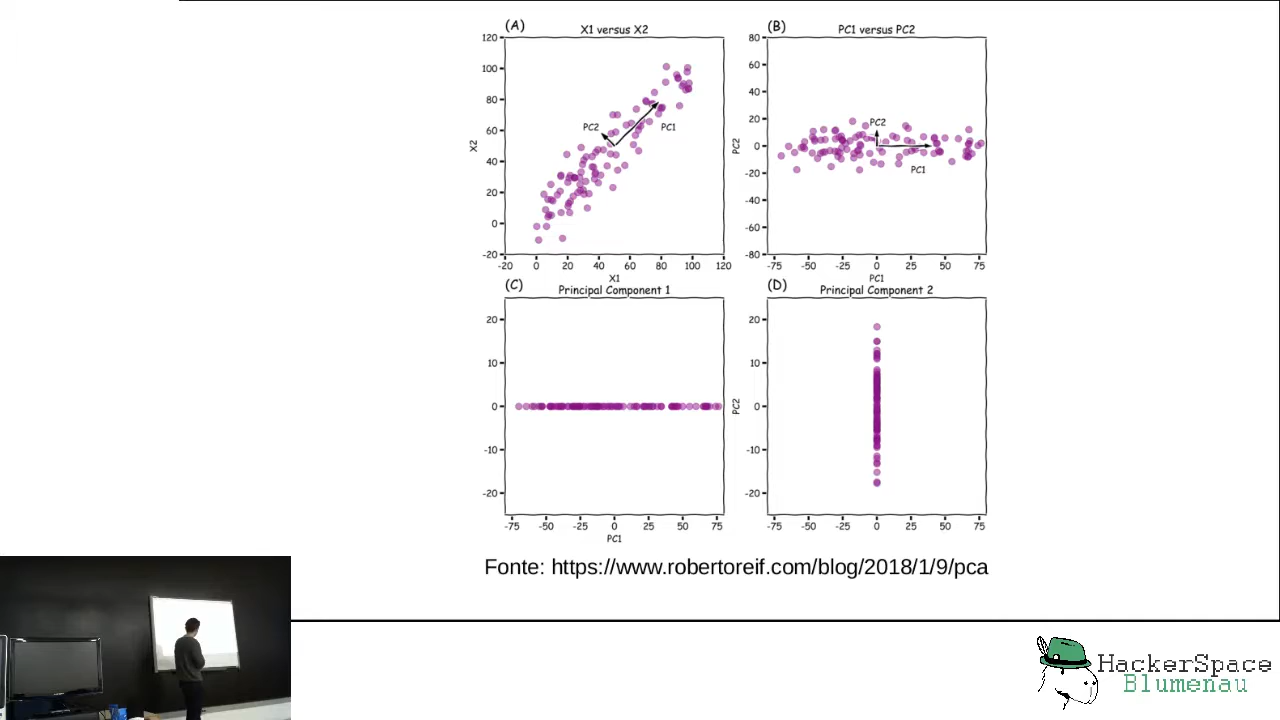 (A)
X1 versus X2
120
100
80
60
40
20
0
-20
X2
PC2
PC1
-20 0 20 40 60 80 100 120
X1
(B)
PC1 versus PC2
80
60
40
20
0
-20
-40
-60
-80
PC2
PC2
PC1
-75 -50 -25 0 25 50 75
PC1
(C)
Principal Component 1
20
10
0
-10
-20
-75 -50 -25 0 25 50 75
PC1
(D)
Principal Component 2
20
10
0
-10
-20
PC2
-75 -50 -25 0 25 50 75
Fonte: https://www.robertoreif.com/blog/2018/1/9/pca
HackerSpace
Blumenau